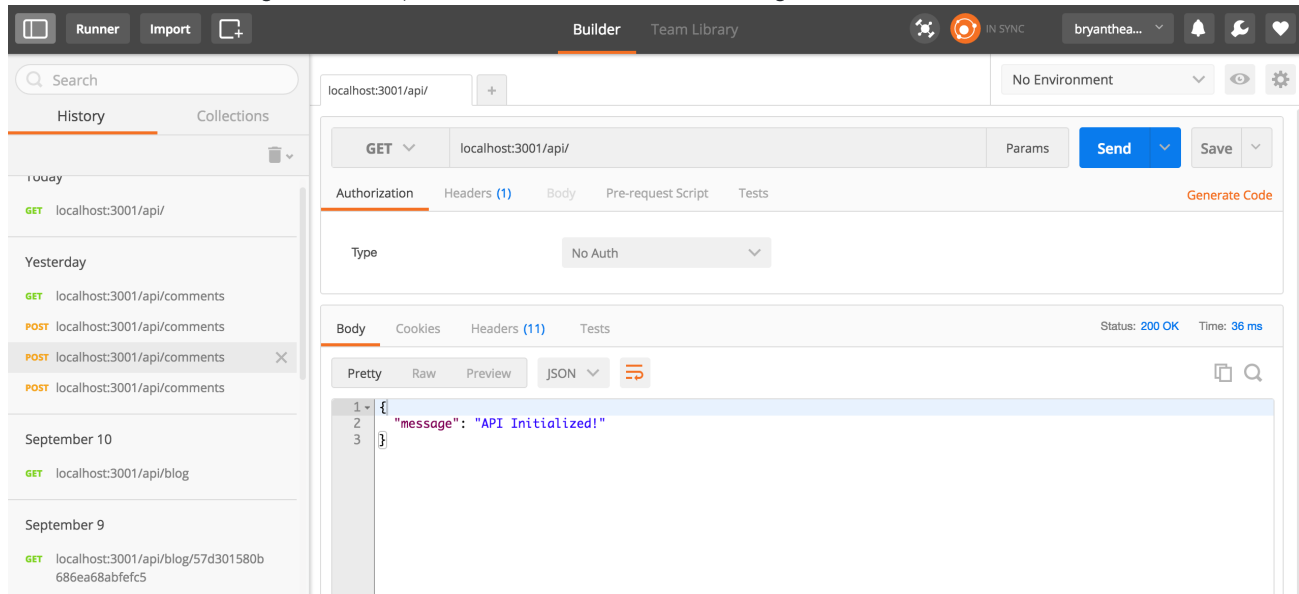 Runner
Import
Builder
Team Library
IN SYNC
bryanthea...
Search
History
Collections
Today
GET localhost:3001/api/
Yesterday
GET localhost:3001/api/comments
POST localhost:3001/api/comments
POST localhost:3001/api/comments
POST localhost:3001/api/comments
September 10
GET localhost:3001/api/blog
September 9
GET localhost:3001/api/blog/57d301580b
686ea68abfefc5
localhost:3001/api/
No Environment
GET
localhost:3001/api/
Params
Send
Save
Authorization
Headers (1)
Body
Pre-request Script
Tests
Generate Code
Type
No Auth
Body
Cookies
Headers (11)
Tests
Status: 200 OK
Time: 36 ms
Pretty
Raw
Preview
JSON
1 {
2 "message": "API Initialized!"
3 }